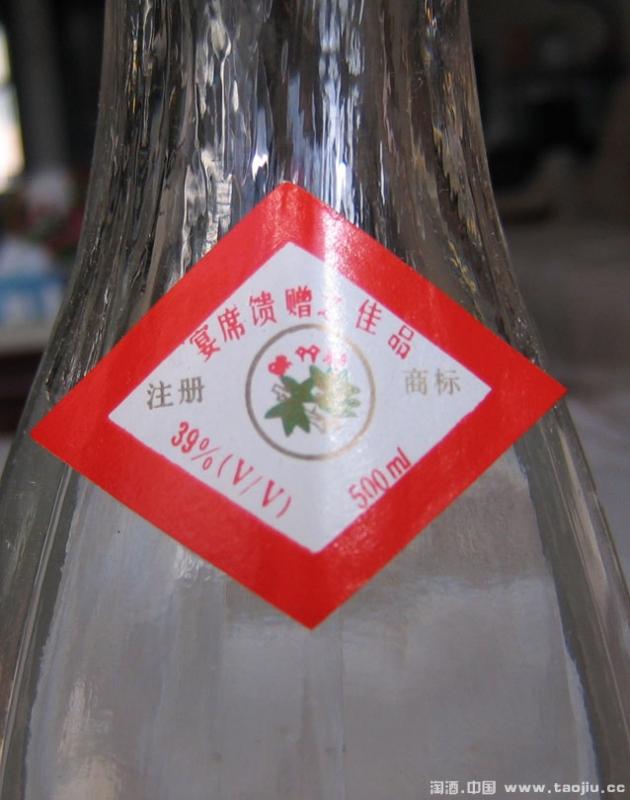 宴席馈赠之佳品
注册
商标
39%(V/V)
500ml
淘酒.中国 www.taojiu.cc